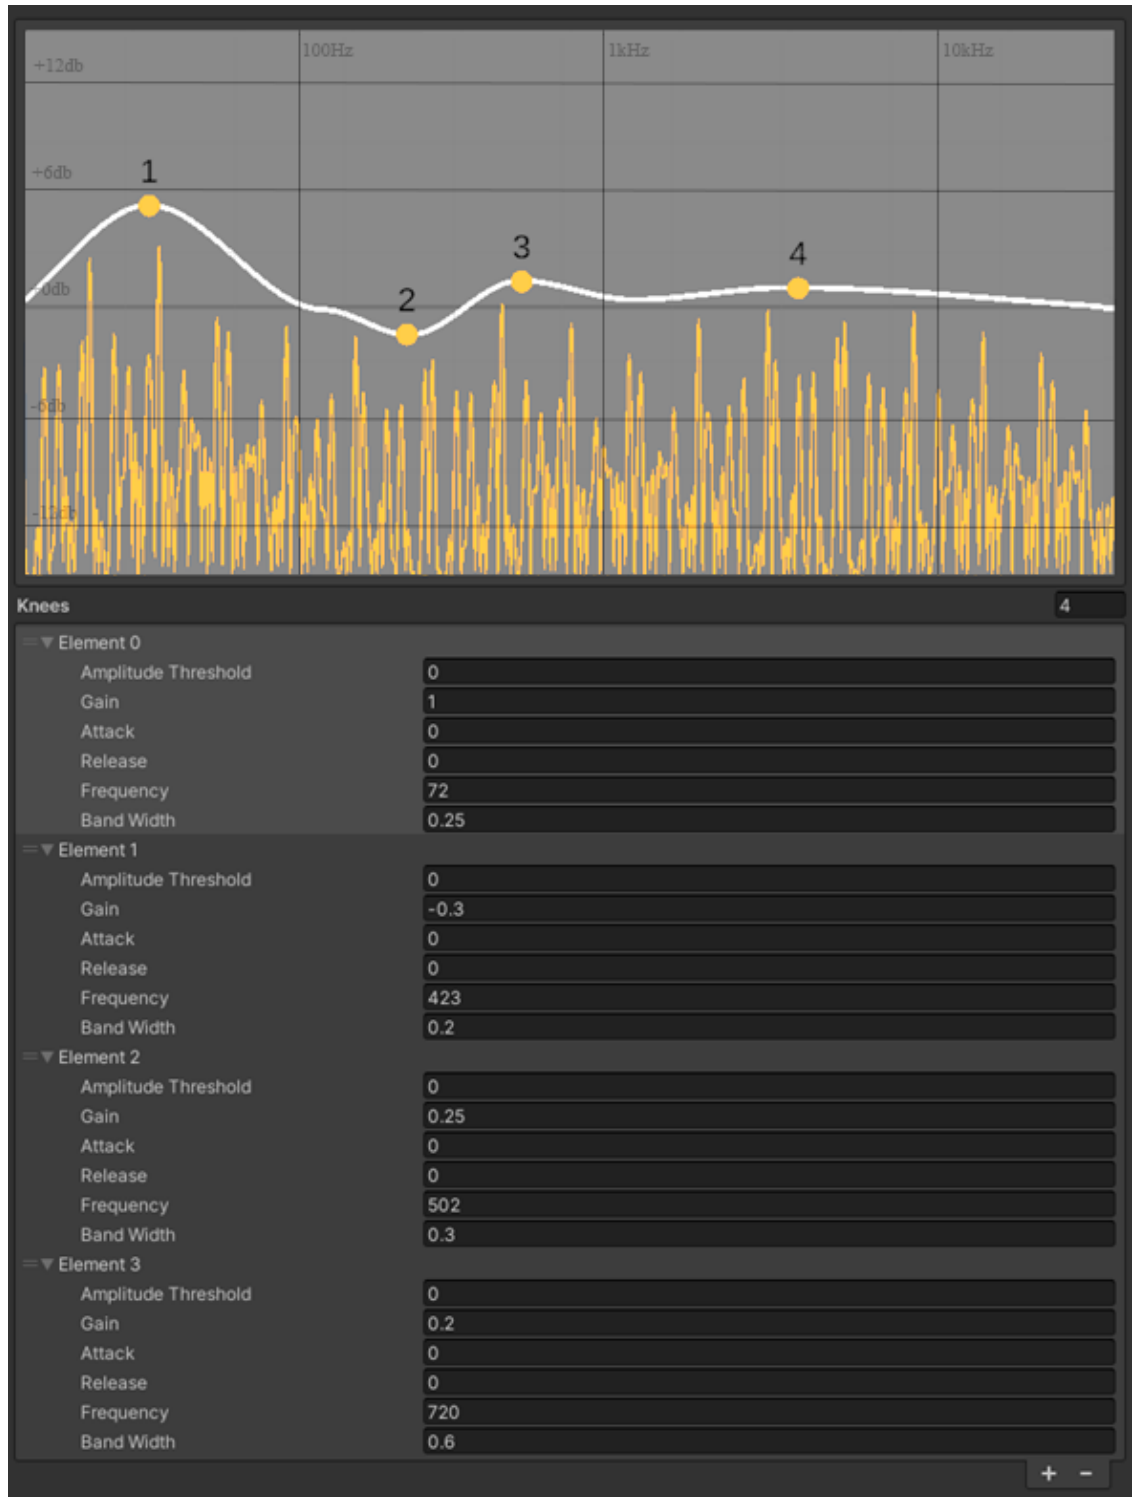 100Hz 1kHz 10kHz
+12db
1
+6db
3
4
+0db
2
-6db
-12db
Knees 4
Element 0
Amplitude Threshold 0
Gain 1
Attack 0
Release 0
Frequency 72
Band Width 0.25
Element 1
Amplitude Threshold 0
Gain -0.3
Attack 0
Release 0
Frequency 423
Band Width 0.2
Element 2
Amplitude Threshold 0
Gain 0.25
Attack 0
Release 0
Frequency 502
Band Width 0.3
Element 3
Amplitude Threshold 0
Gain 0.2
Attack 0
Release 0
Frequency 720
Band Width 0.6
+ -